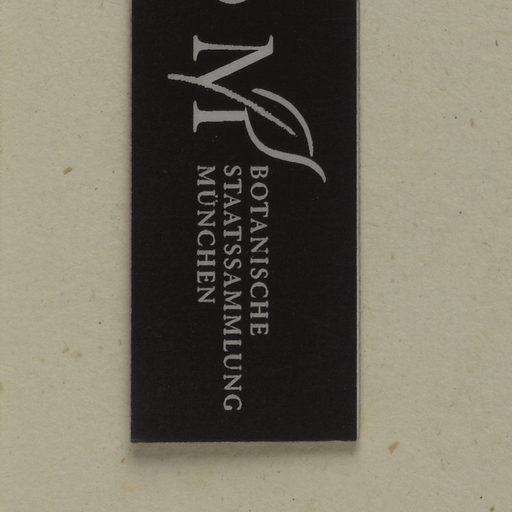 M
BOTANISCHE
STAATSSAMMLUNG
MÜNCHEN